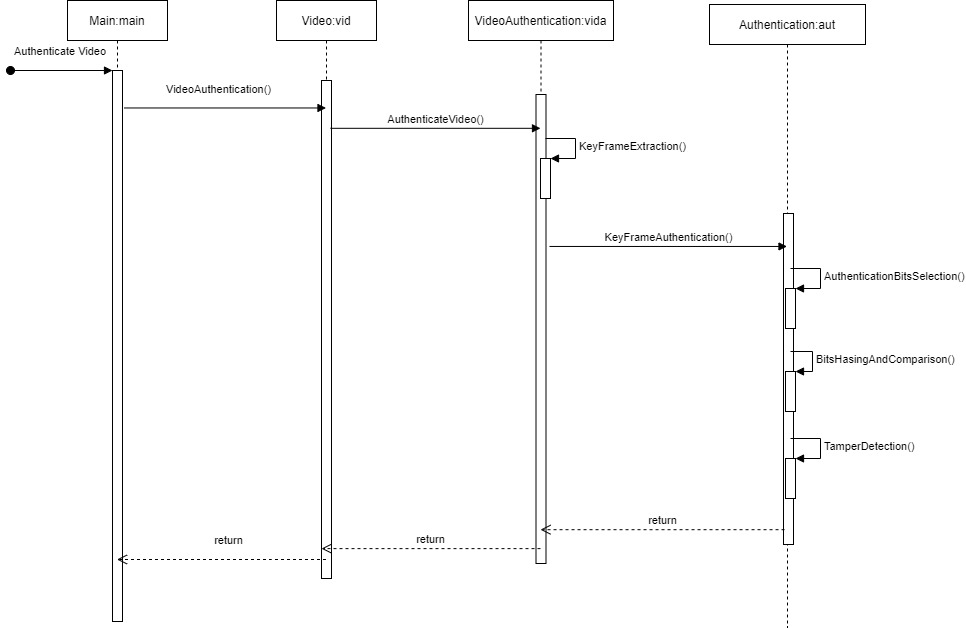 Main:main
Video:vid
VideoAuthentication:vida
Authentication:aut
Authenticate Video
VideoAuthentication()
AuthenticateVideo()
KeyFrameExtraction()
KeyFrameAuthentication()
AuthenticationBitsSelection()
BitsHasingAndComparison()
TamperDetection()
return
return
return